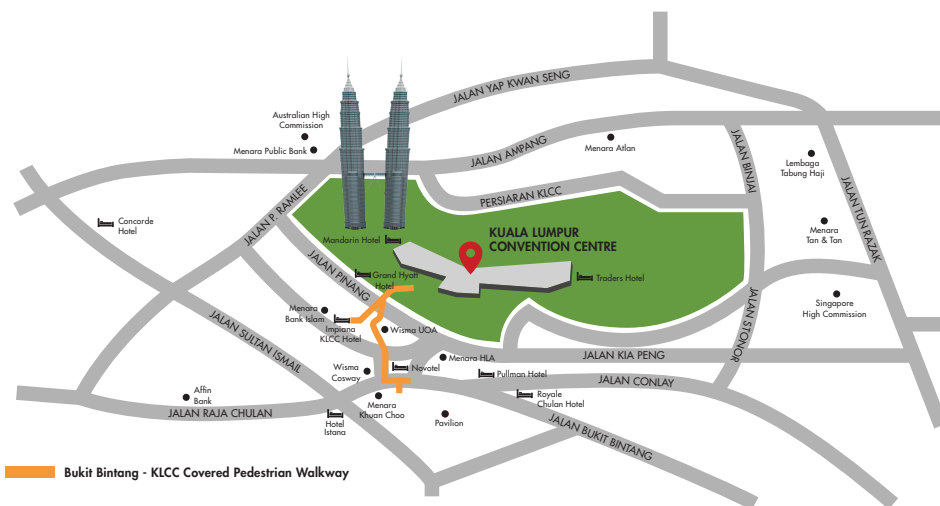 JALAN YAP KWAN SENG
Australian High
Commission
Menara Public Bank
JALAN AMPANG
Menara Atlan
JALAN BINJAI
Lembaga
Tabung Haji
JALAN TUN RAZAK
JALAN P. RAMLEE
PERSIARAN KLCC
Concorde
Hotel
Mandarin Hotel
KUALA LUMPUR
CONVENTION CENTRE
Menara
Tan & Tan
JALAN PINANG
Grand Hyatt
Hotel
Traders Hotel
Menara
Bank Islam
Impiana
KLCC Hotel
Wisma UOA
JALAN STONOR
Singapore
High Commission
JALAN SULTAN ISMAIL
Menara HLA
JALAN KIA PENG
Wisma
Cosway
Novotel
Pullman Hotel
JALAN CONLAY
Affin
Bank
JALAN RAJA CHULAN
Menara
Khuan Choo
Royale
Chulan Hotel
Hotel
Istana
Pavilion
JALAN BUKIT BINTANG
Bukit Bintang - KLCC Covered Pedestrian Walkway